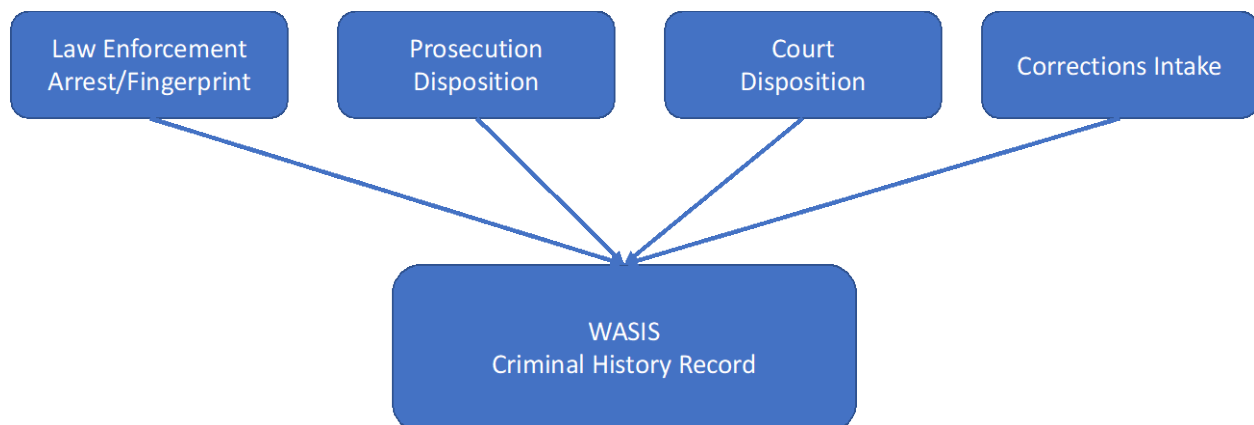 Law Enforcement
Arrest/Fingerprint
Prosecution
Disposition
Court
Disposition
Corrections Intake
WASIS
Criminal History Record